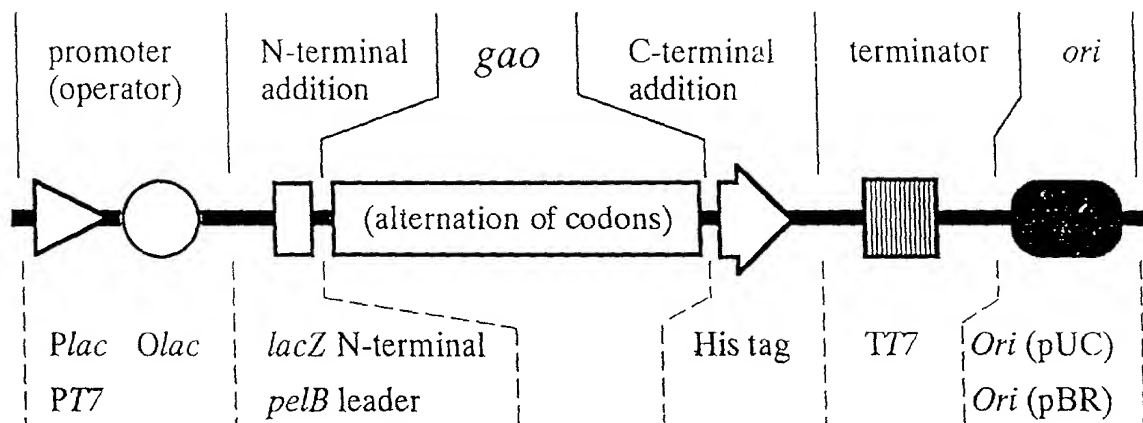 promoter
(operator)
N-terminal
addition
gao
C-terminal
addition
terminator
ori
(alternation of codons)
Plac Olac
PT7
lacZ N-terminal
pelB leader
His tag
TT7
Ori (pUC)
Ori (pBR)